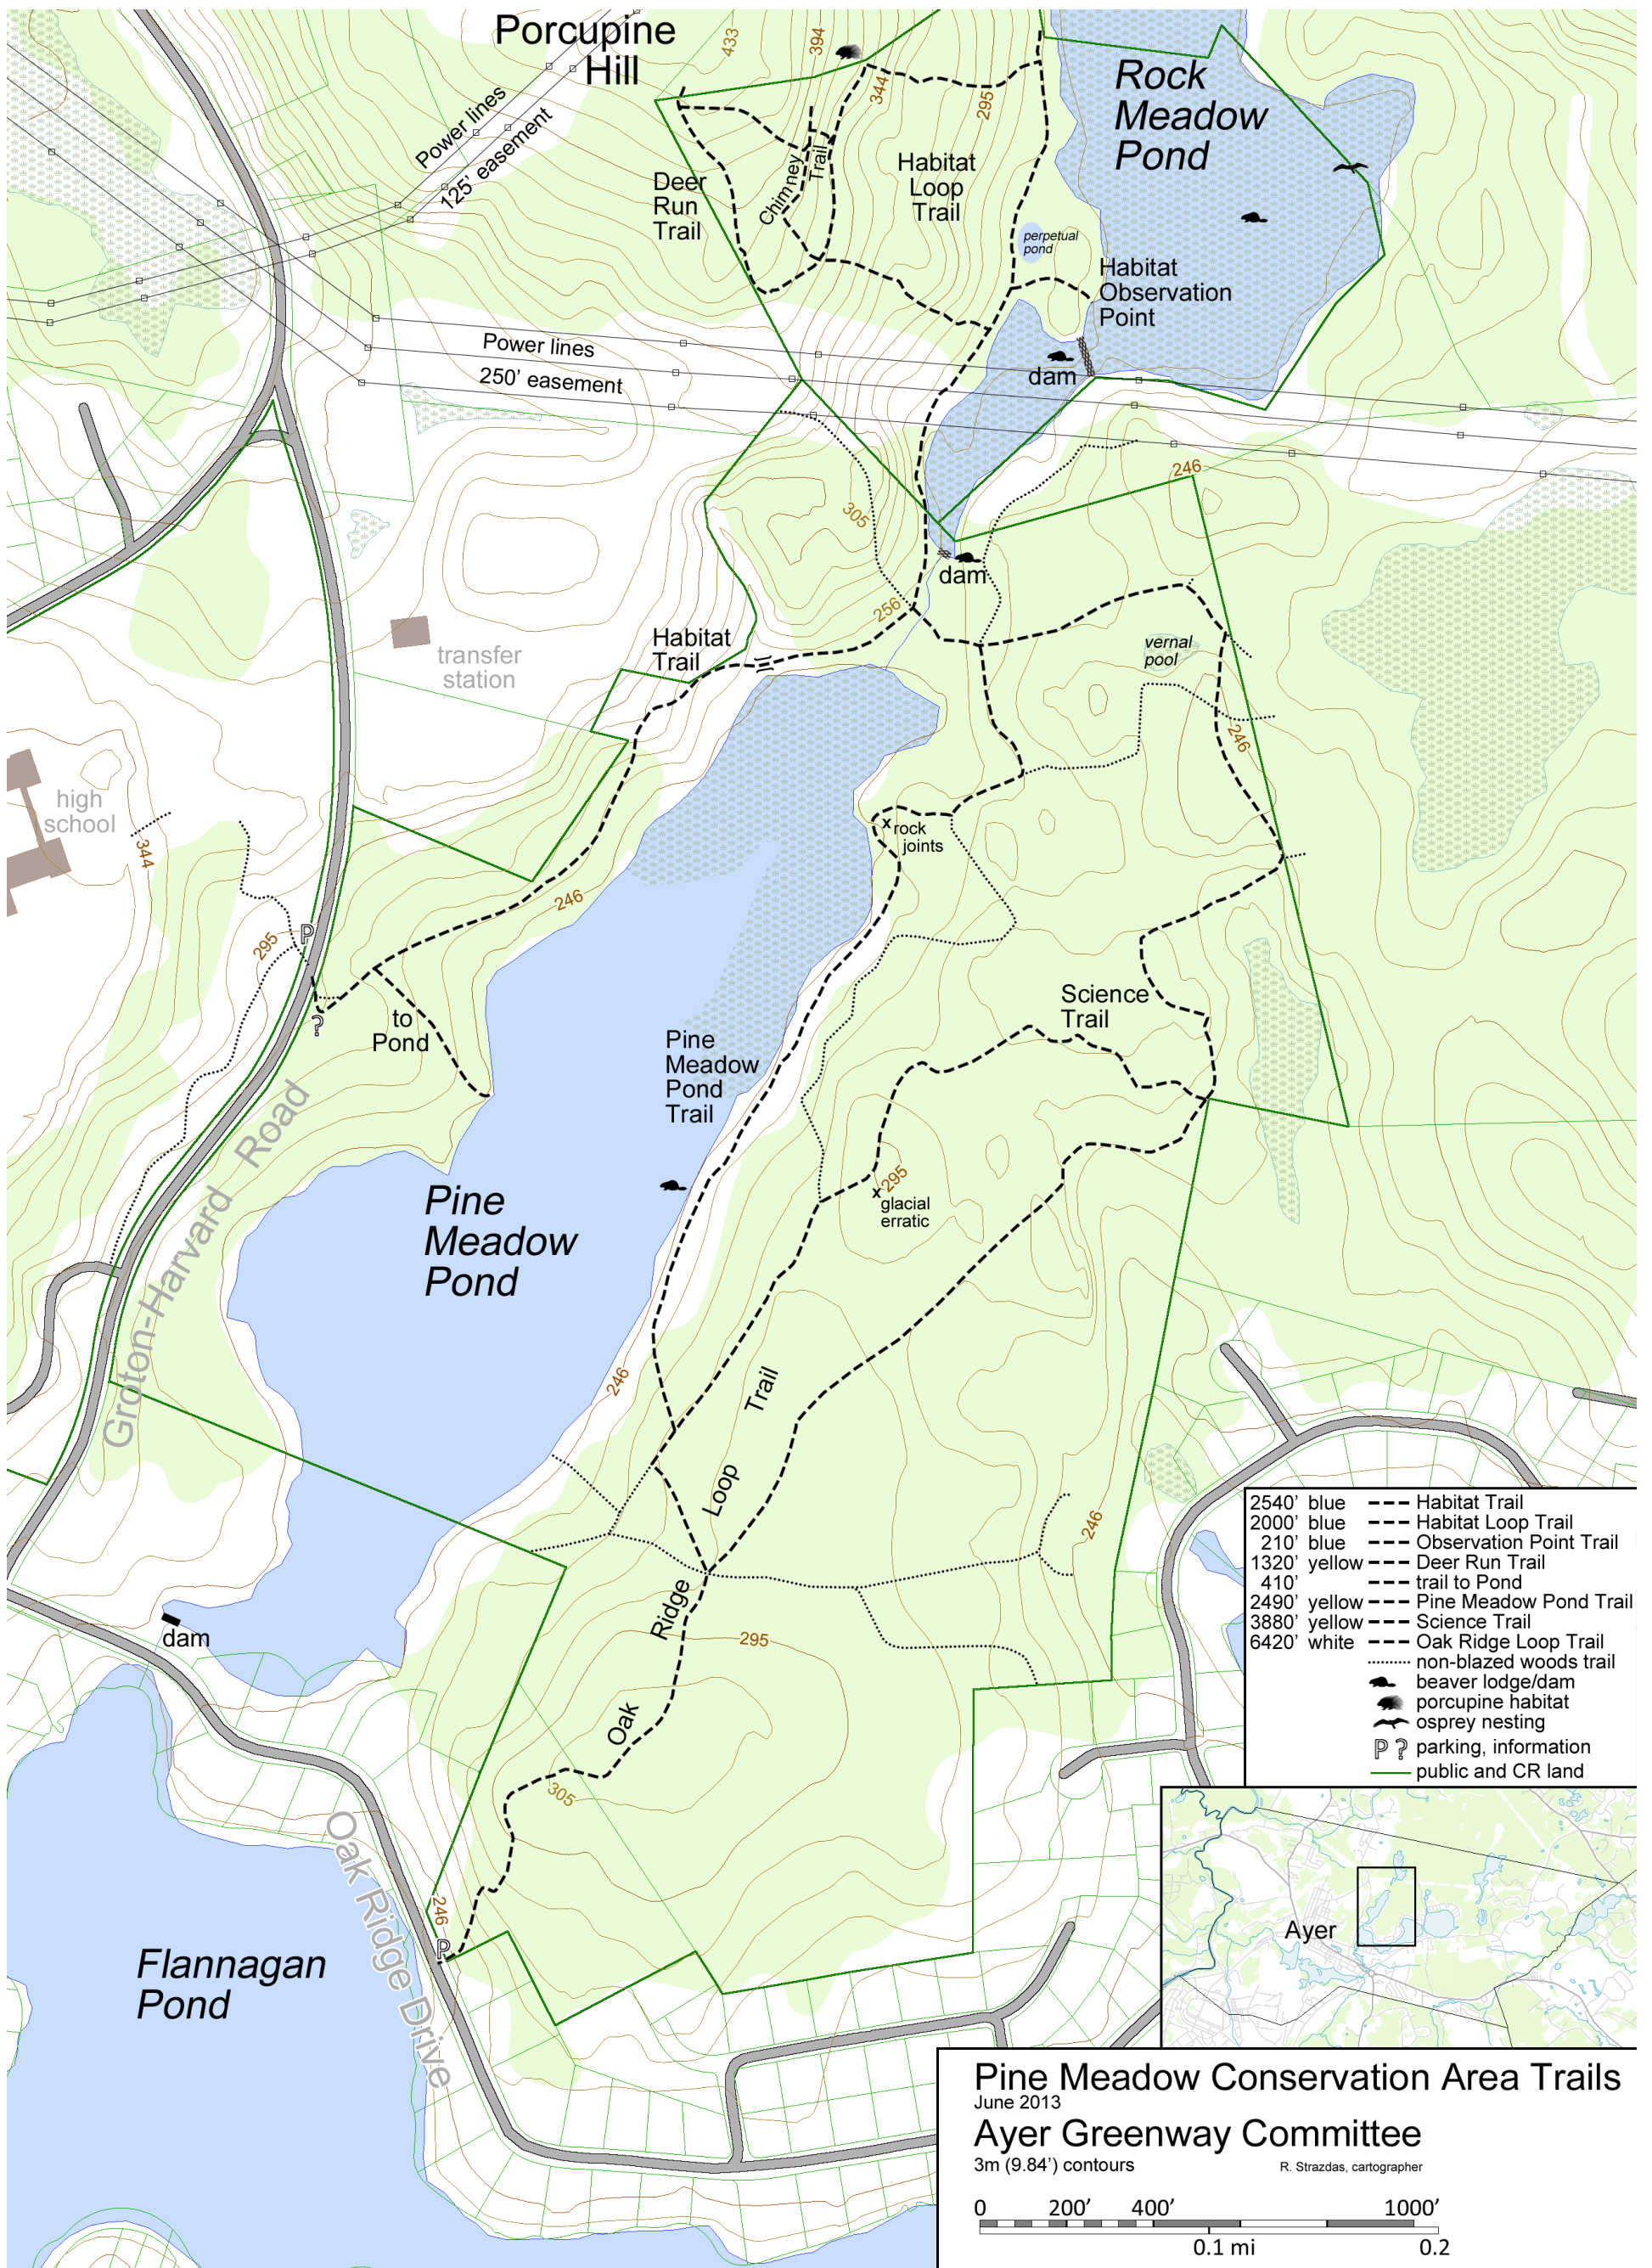 Porcupine
Hill
433
394
344
295
Rock
Meadow
Pond
Power lines
125' easement
Deer
Run
Trail
Chimney
Trail
Habitat
Loop
Trail
perpetual
pond
Habitat
Observation
Point
Power lines
250' easement
dam
246
305
dam
256
Habitat
Trail
transfer
station
vernal
pool
246
high
school
344
rock
joints
246
295
P
?
to
Pond
Science
Trail
Pine
Meadow
Pond
Trail
295
glacial
erratic
Groton-Harvard Road
Pine
Meadow
Pond
246
Oak Ridge Loop Trail
246
dam
295
305
246
P
Oak Ridge Drive
Flannagan
Pond
2540' blue Habitat Trail
2000' blue Habitat Loop Trail
210' blue Observation Point Trail
1320' yellow Deer Run Trail
410' trail to Pond
2490' yellow Pine Meadow Pond Trail
3880' yellow Science Trail
6420' white Oak Ridge Loop Trail
non-blazed woods trail
beaver lodge/dam
porcupine habitat
osprey nesting
P ? parking, information
public and CR land
Ayer
Pine Meadow Conservation Area Trails
June 2013
Ayer Greenway Committee
3m (9.84') contours
R. Strazdas, cartographer
0 200' 400' 1000'
0.1 mi 0.2